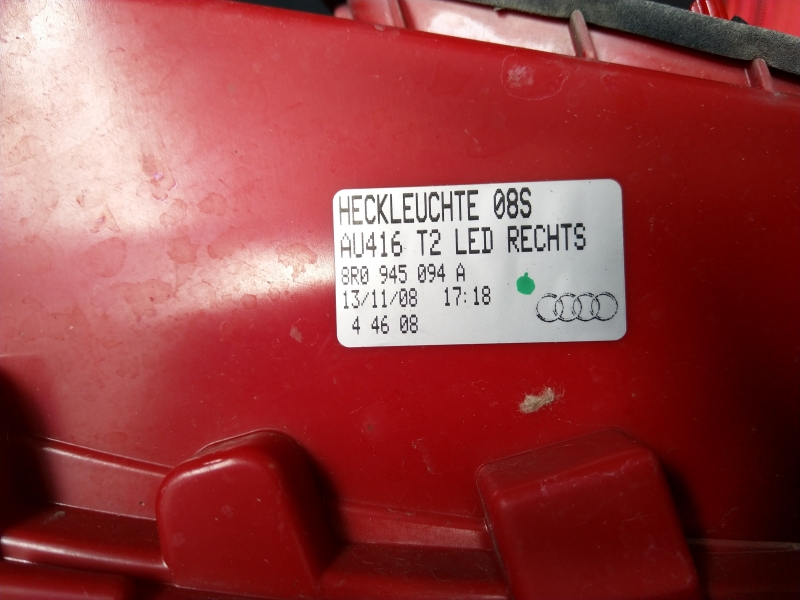 HECKLEUCHTE 08S
AU416 T2 LED RECHTS
8R0 945 094 A
13/11/08 17:18
4 46 08